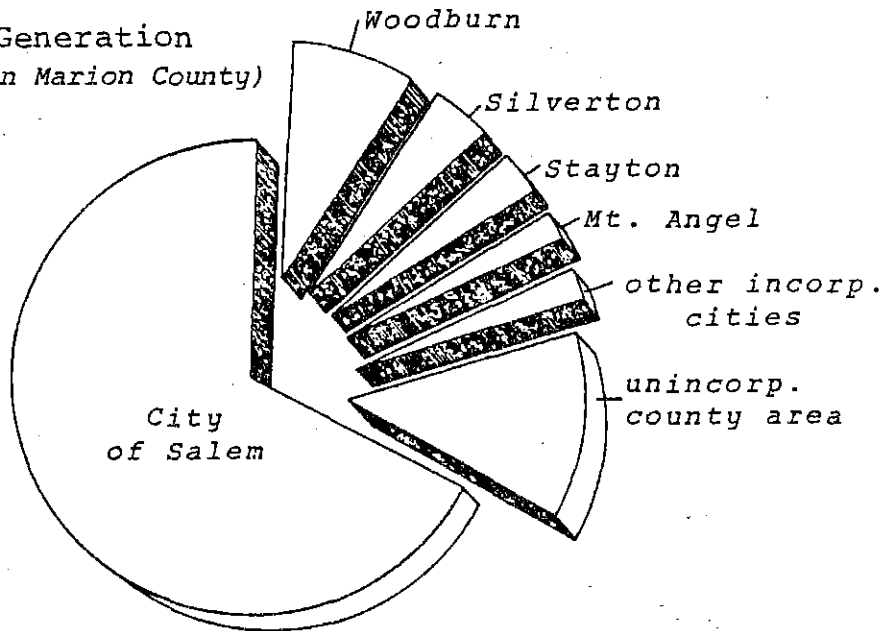 Generation
n Marion County)
Woodburn
Silverton
Stayton
Mt. Angel
other incorp.
cities
unincorp.
county area
City
of Salem